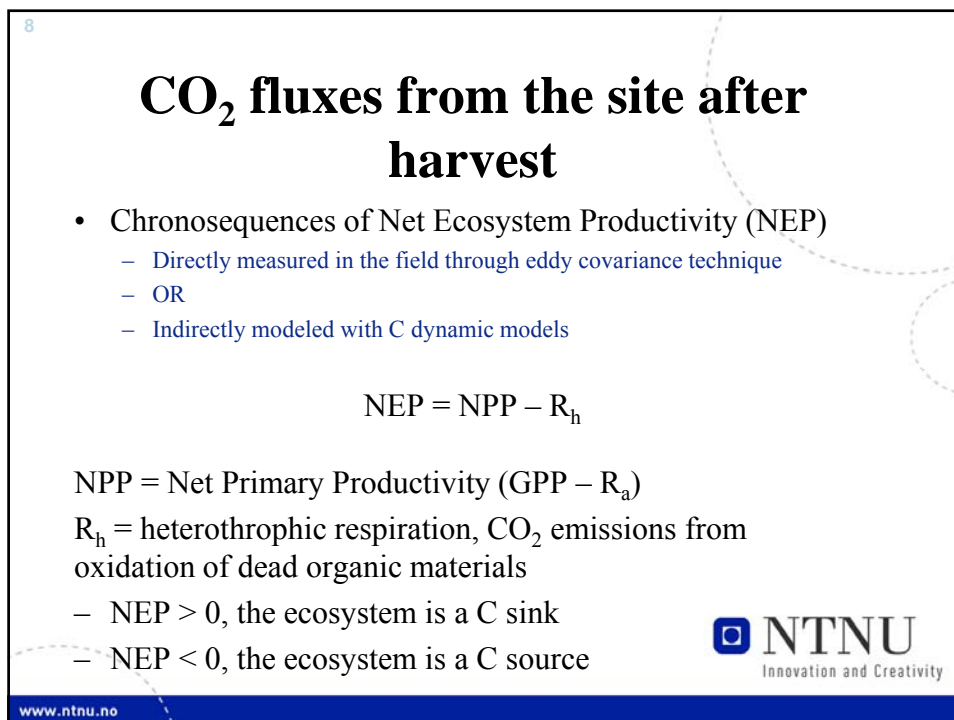 8
CO₂ fluxes from the site after
harvest
• Chronosequences of Net Ecosystem Productivity (NEP)
– Directly measured in the field through eddy covariance technique
– OR
– Indirectly modeled with C dynamic models
NEP = NPP – Rₕ
NPP = Net Primary Productivity (GPP – Rₐ)
Rₕ = heterothrophic respiration, CO₂ emissions from
oxidation of dead organic materials
– NEP > 0, the ecosystem is a C sink
– NEP < 0, the ecosystem is a C source
NTNU
Innovation and Creativity
www.ntnu.no